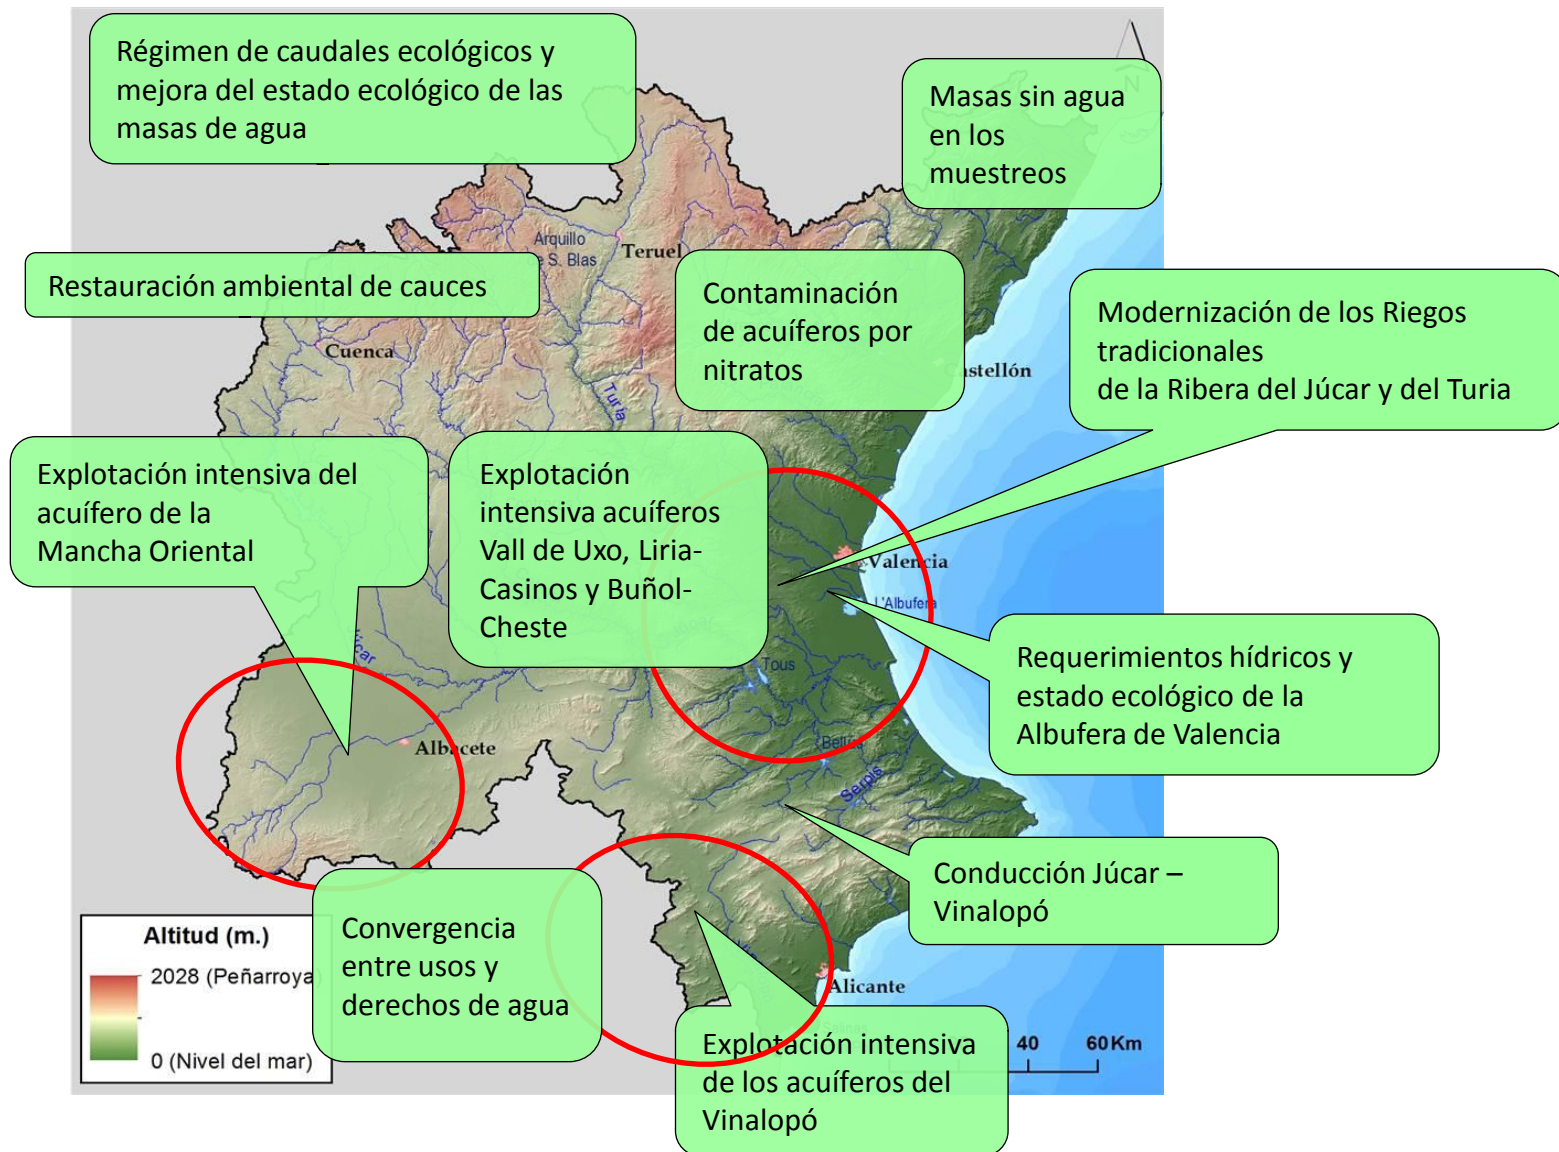 Régimen de caudales ecológicos y
mejora del estado ecológico de las
masas de agua
Masas sin agua
en los
muestreos
N
Arquillo
S. Blas
Teruel
Restauración ambiental de cauces
Contaminación
de acuíferos por
nitratos
Modernización de los Riegos
tradicionales
de la Ribera del Júcar y del Turia
Cuenca
astellón
Turia
Explotación intensiva del
acuífero de la
Mancha Oriental
Explotación
intensiva acuíferos
Vall de Uxo, Liria-
Casinos y Buñol-
Cheste
Valencia
L'Albufera
Júcar
Tous
Requerimientos hídricos y
estado ecológico de la
Albufera de Valencia
Albacete
Bellús
Serpis
Conducción Júcar –
Vinalopó
Altitud (m.)
2028 (Peñarroya)
0 (Nivel del mar)
Convergencia
entre usos y
derechos de agua
Alicante
Explotación intensiva
de los acuíferos del
Vinalopó
40 60 Km